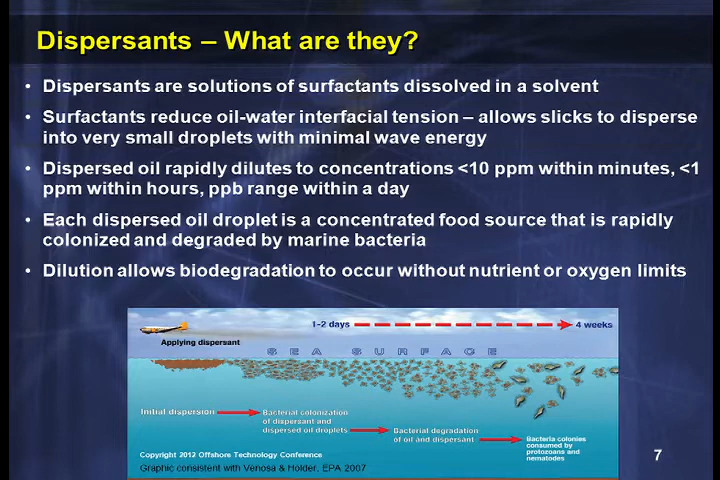 Dispersants – What are they?
• Dispersants are solutions of surfactants dissolved in a solvent
• Surfactants reduce oil-water interfacial tension – allows slicks to disperse
into very small droplets with minimal wave energy
• Dispersed oil rapidly dilutes to concentrations <10 ppm within minutes, <1
ppm within hours, ppb range within a day
• Each dispersed oil droplet is a concentrated food source that is rapidly
colonized and degraded by marine bacteria
• Dilution allows biodegradation to occur without nutrient or oxygen limits
1-2 days
4 weeks
Applying dispersant
SEA SURFACE
Initial dispersion
Bacterial colonization
of dispersant and
dispersed oil droplets
Bacterial degradation
of oil and dispersant
Bacteria colonies
consumed by
protozoans and
nematodes
Copyright 2012 Offshore Technology Conference
Graphic consistent with Venosa & Holder, EPA 2007
7